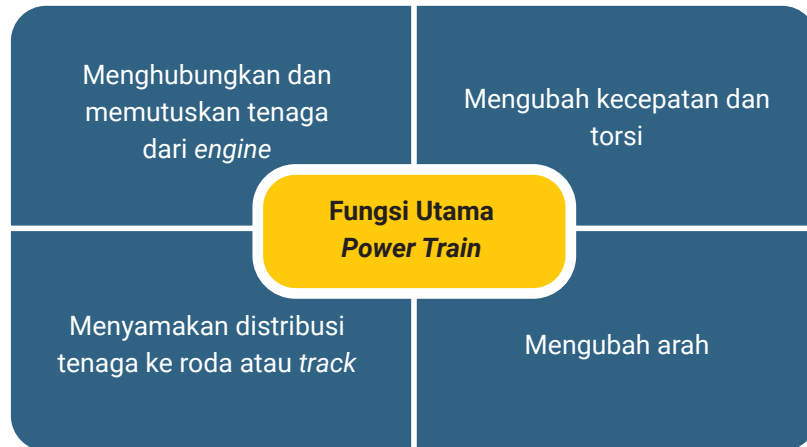 Menghubungkan dan
memutuskan tenaga
dari engine
Mengubah kecepatan dan
torsi
Fungsi Utama
Power Train
Menyamakan distribusi
tenaga ke roda atau track
Mengubah arah